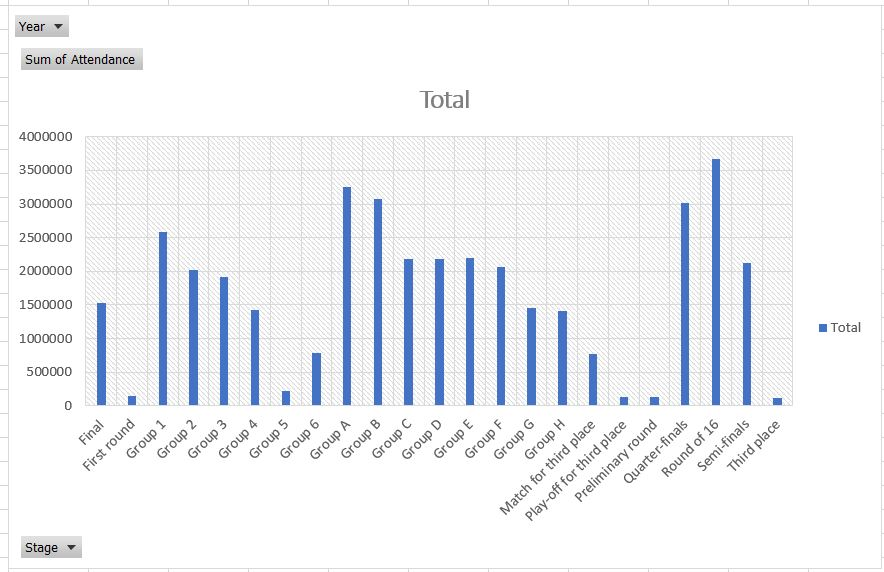 Year
Sum of Attendance
Total
4000000
3500000
3000000
2500000
2000000
1500000
1000000
500000
0
Final
First round
Group 1
Group 2
Group 3
Group 4
Group 5
Group 6
Group A
Group B
Group C
Group D
Group E
Group F
Group G
Group H
Match for third place
Play-off for third place
Preliminary round
Quarter-finals
Round of 16
Semi-finals
Third place
Total
Stage